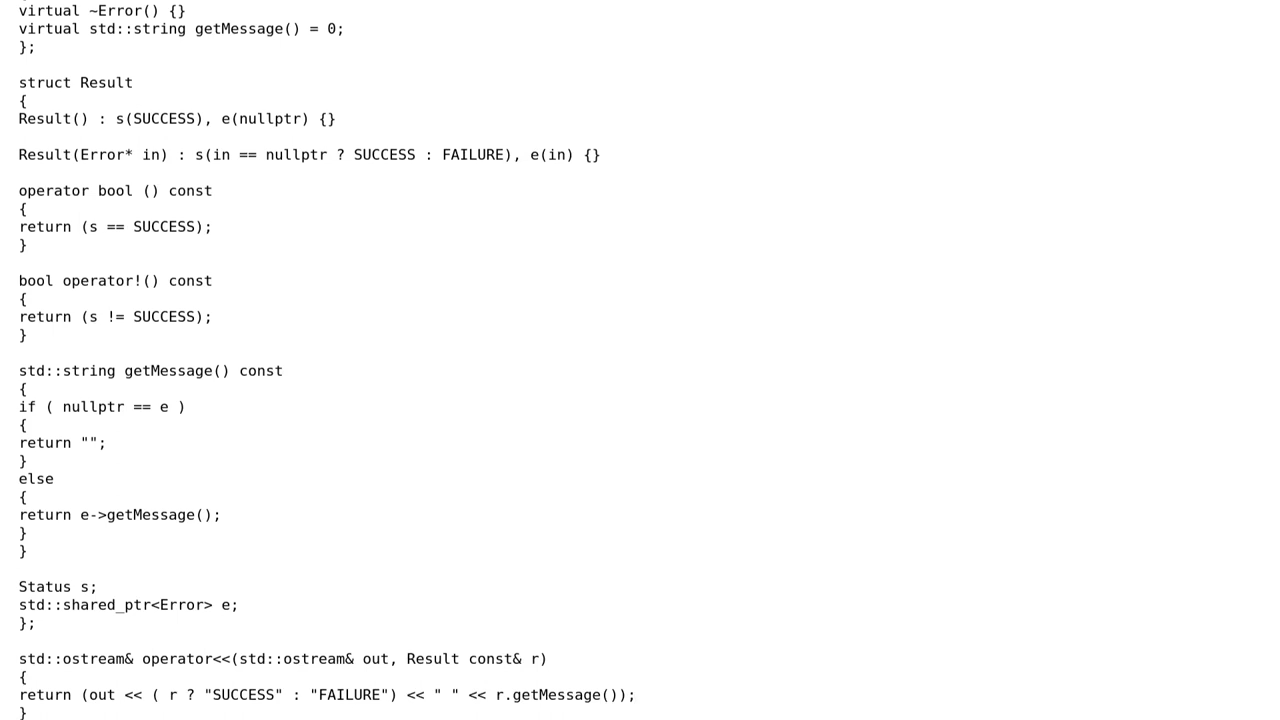 virtual ~Error() {}
virtual std::string getMessage() = 0;
};
struct Result
{
Result() : s(SUCCESS), e(nullptr) {}
Result(Error* in) : s(in == nullptr ? SUCCESS : FAILURE), e(in) {}
operator bool () const
{
return (s == SUCCESS);
}
bool operator!() const
{
return (s != SUCCESS);
}
std::string getMessage() const
{
if ( nullptr == e )
{
return "";
}
else
{
return e->getMessage();
}
}
Status s;
std::shared_ptr<Error> e;
};
std::ostream& operator<<(std::ostream& out, Result const& r)
{
return (out << ( r ? "SUCCESS" : "FAILURE") << " " << r.getMessage());
}